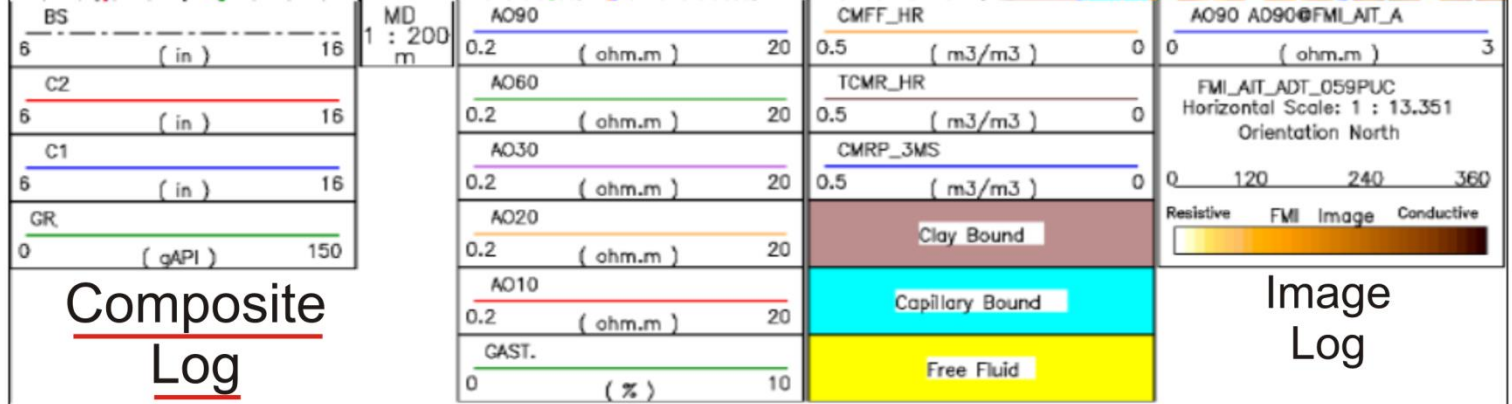 BS
6 ( in ) 16
C2
6 ( in ) 16
C1
6 ( in ) 16
GR
0 ( gAPI ) 150
Composite
Log
MD
1 : 200
m
AO90
0.2 ( ohm.m ) 20
AO60
0.2 ( ohm.m ) 20
AO30
0.2 ( ohm.m ) 20
AO20
0.2 ( ohm.m ) 20
AO10
0.2 ( ohm.m ) 20
GAST.
0 ( % ) 10
CMFF_HR
0.5 ( m3/m3 ) 0
TCMR_HR
0.5 ( m3/m3 ) 0
CMRP_3MS
0.5 ( m3/m3 ) 0
Clay Bound
Capillary Bound
Free Fluid
AO90 AO90@FMI_AIT_A
0 ( ohm.m ) 3
FMI_AIT_ADT_059PUC
Horizontal Scale: 1 : 13.351
Orientation North
0 120 240 360
Resistive FMI Image Conductive
Image
Log